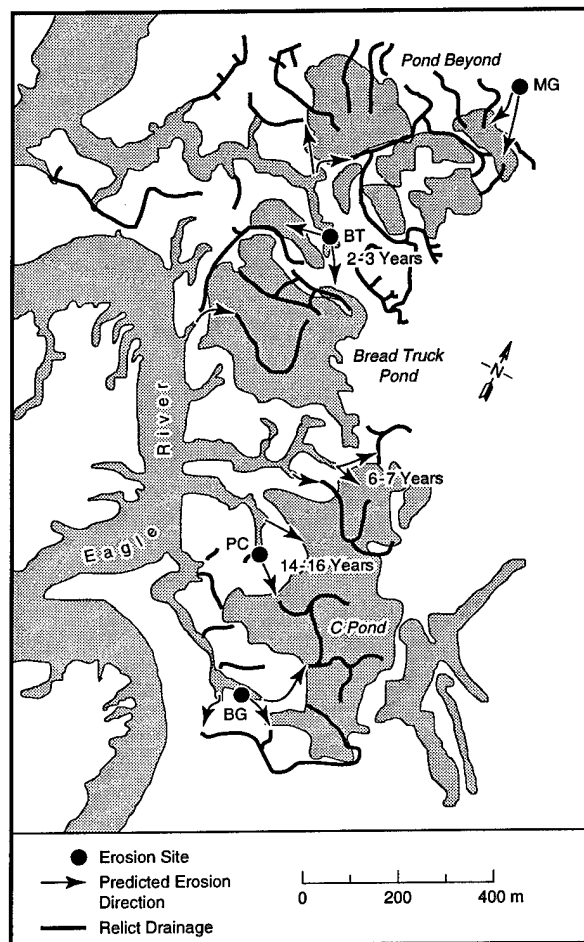 Pond Beyond
MG
BT
2-3 Years
Bread Truck
Pond
N
River
6-7 Years
Eagle
PC
14-16 Years
C Pond
BG
Erosion Site
Predicted Erosion
Direction
Relict Drainage
0 200 400 m